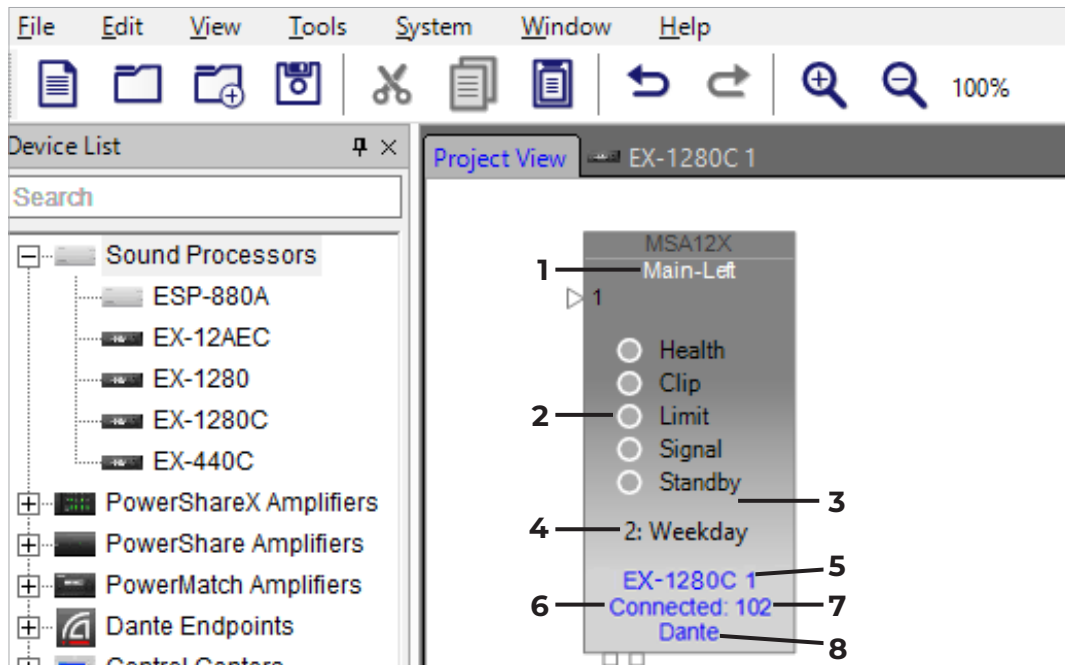 File Edit View Tools System Window Help
100%
Device List
Search
Sound Processors
ESP-880A
EX-12AEC
EX-1280
EX-1280C
EX-440C
PowerShareX Amplifiers
PowerShare Amplifiers
PowerMatch Amplifiers
Dante Endpoints
Control Centers
Project View EX-1280C 1
MSA12X
1 Main-Left
1
Health
Clip
2 Limit
Signal
Standby
3
4 2: Weekday
EX-1280C 1 5
6 Connected: 102 7
Dante 8